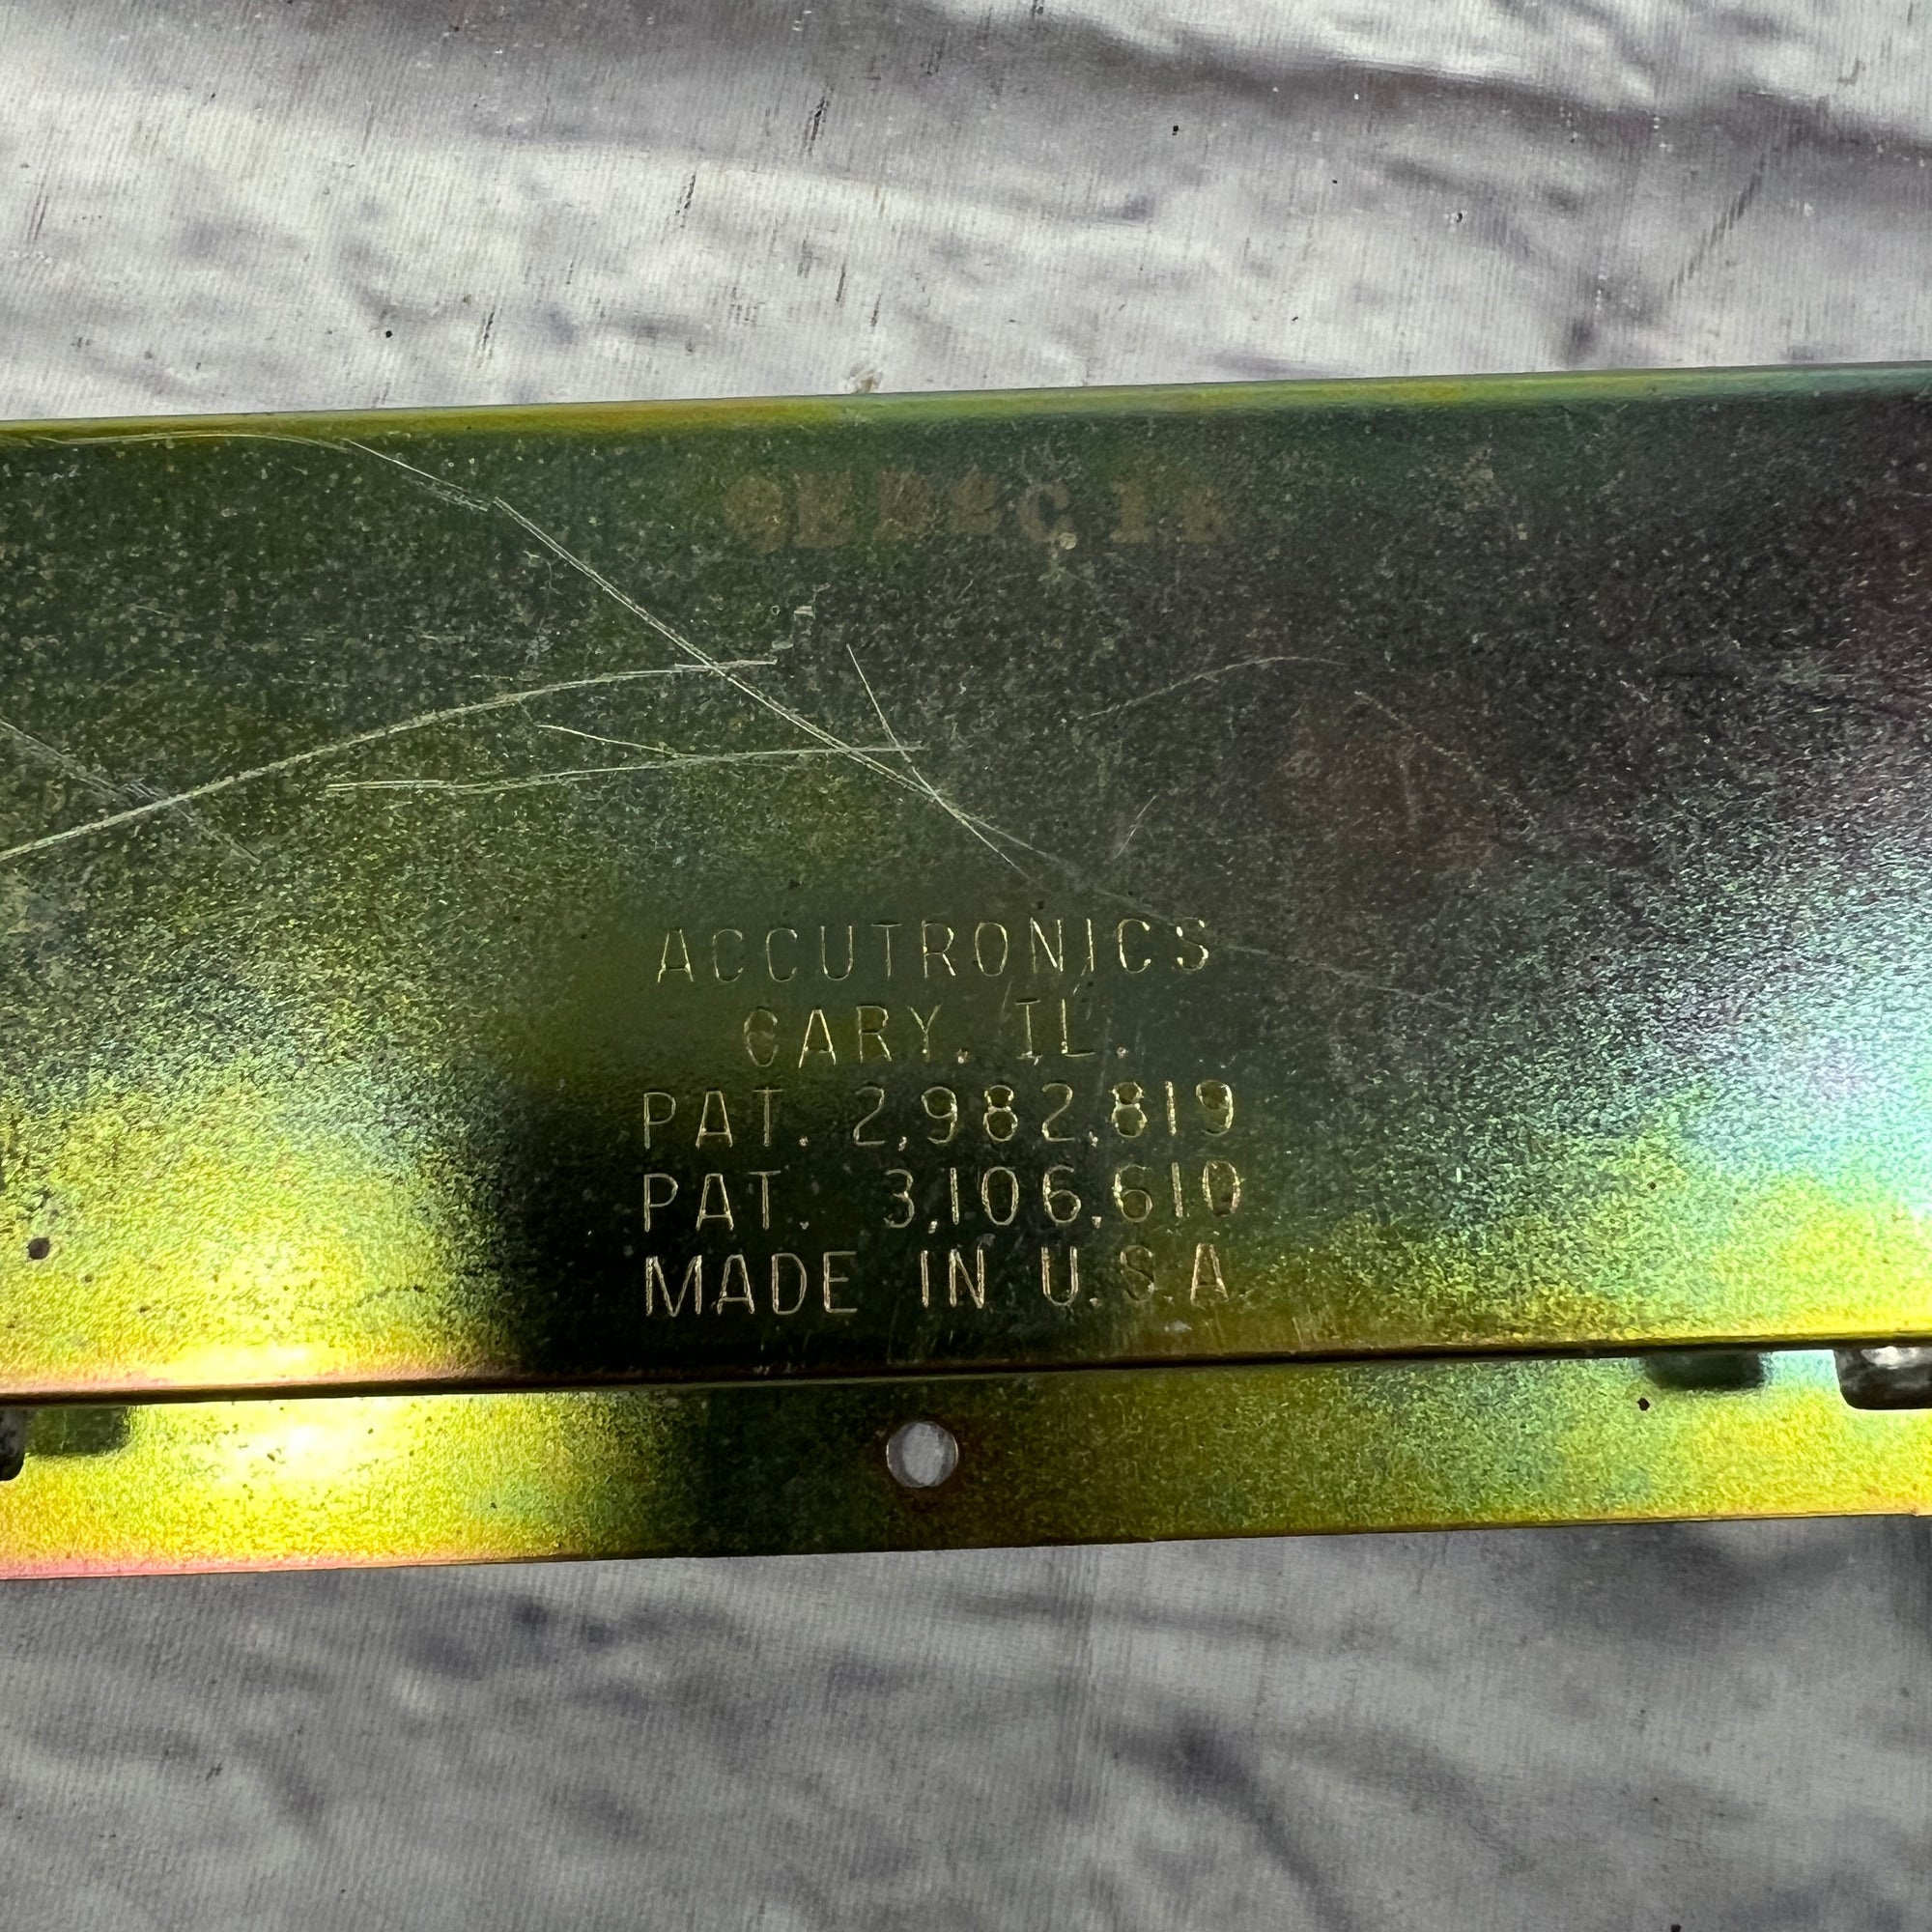 ACCUTRONICS
CARY, IL.
PAT. 2,982,819
PAT. 3,106,610
MADE IN U.S.A.